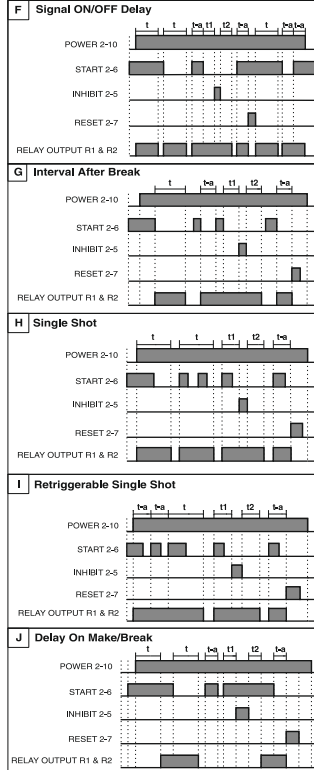 F Signal ON/OFF Delay
t t t-a t1 t2 t-a t t-a t-a
POWER 2-10
START 2-6
INHIBIT 2-5
RESET 2-7
RELAY OUTPUT R1 & R2
G Interval After Break
t t-a t1 t2 t-a
POWER 2-10
START 2-6
INHIBIT 2-5
RESET 2-7
RELAY OUTPUT R1 & R2
H Single Shot
t t t1 t2 t-a
POWER 2-10
START 2-6
INHIBIT 2-5
RESET 2-7
RELAY OUTPUT R1 & R2
I Retriggerable Single Shot
t-a t-a t t1 t2 t-a
POWER 2-10
START 2-6
INHIBIT 2-5
RESET 2-7
RELAY OUTPUT R1 & R2
J Delay On Make/Break
t t t-a t1 t2 t-a
POWER 2-10
START 2-6
INHIBIT 2-5
RESET 2-7
RELAY OUTPUT R1 & R2